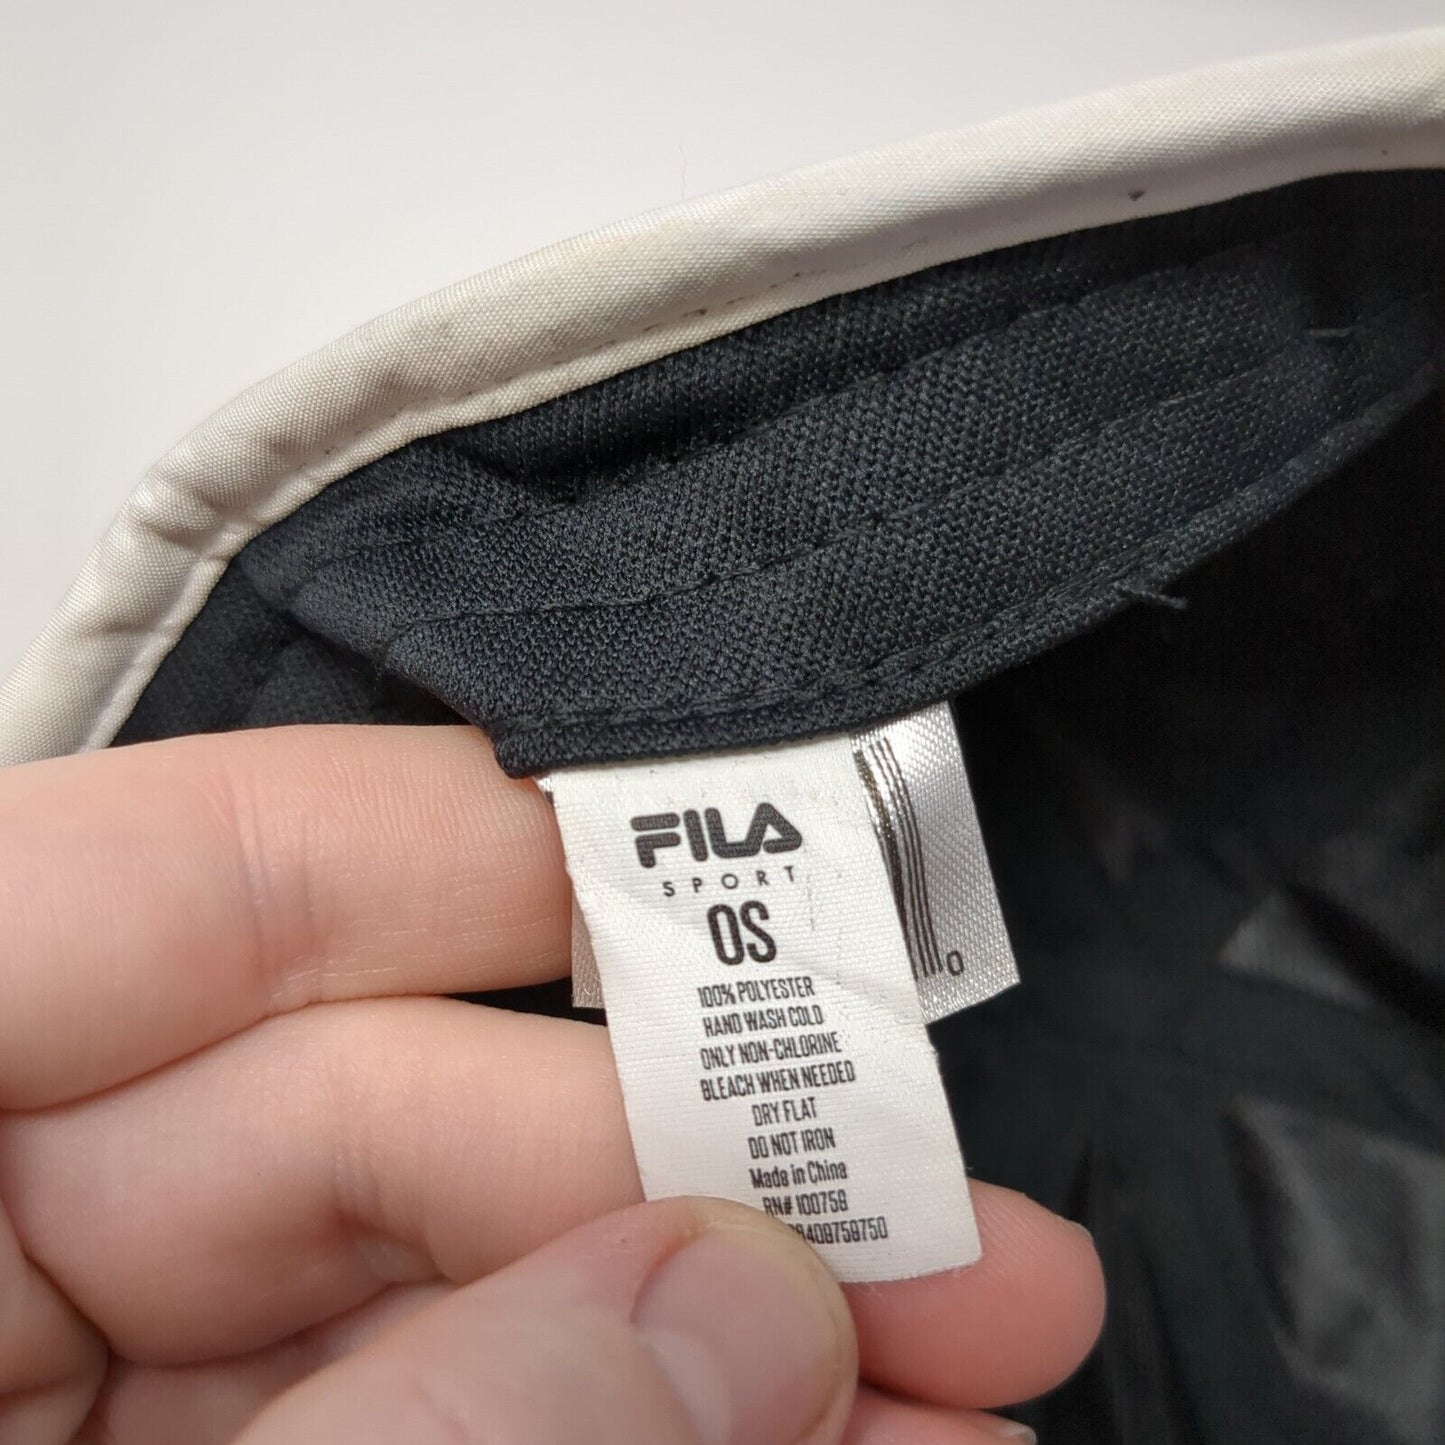 FILA
SPORT
OS
100% POLYESTER
HAND WASH COLD
ONLY NON-CHLORINE
BLEACH WHEN NEEDED
DRY FLAT
DO NOT IRON
Made in China
RN# 100758
0